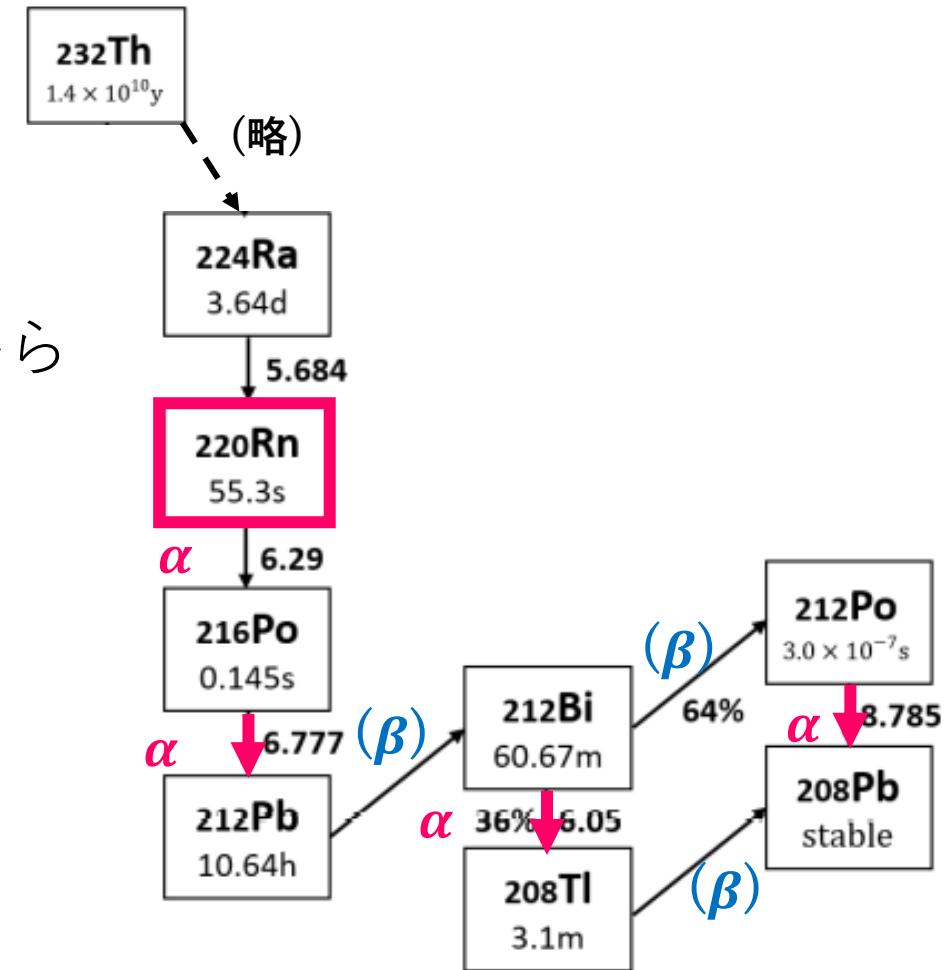 232Th
1.4 × 10¹⁰y
(略)
224Ra
3.64d
ら
5.684
220Rn
55.3s
α
6.29
216Po
0.145s
α
6.777
(β)
212Pb
10.64h
212Bi
60.67m
(β)
64%
212Po
3.0 × 10⁻⁷s
α
8.785
208Pb
stable
α
36%
6.05
208Tl
3.1m
(β)